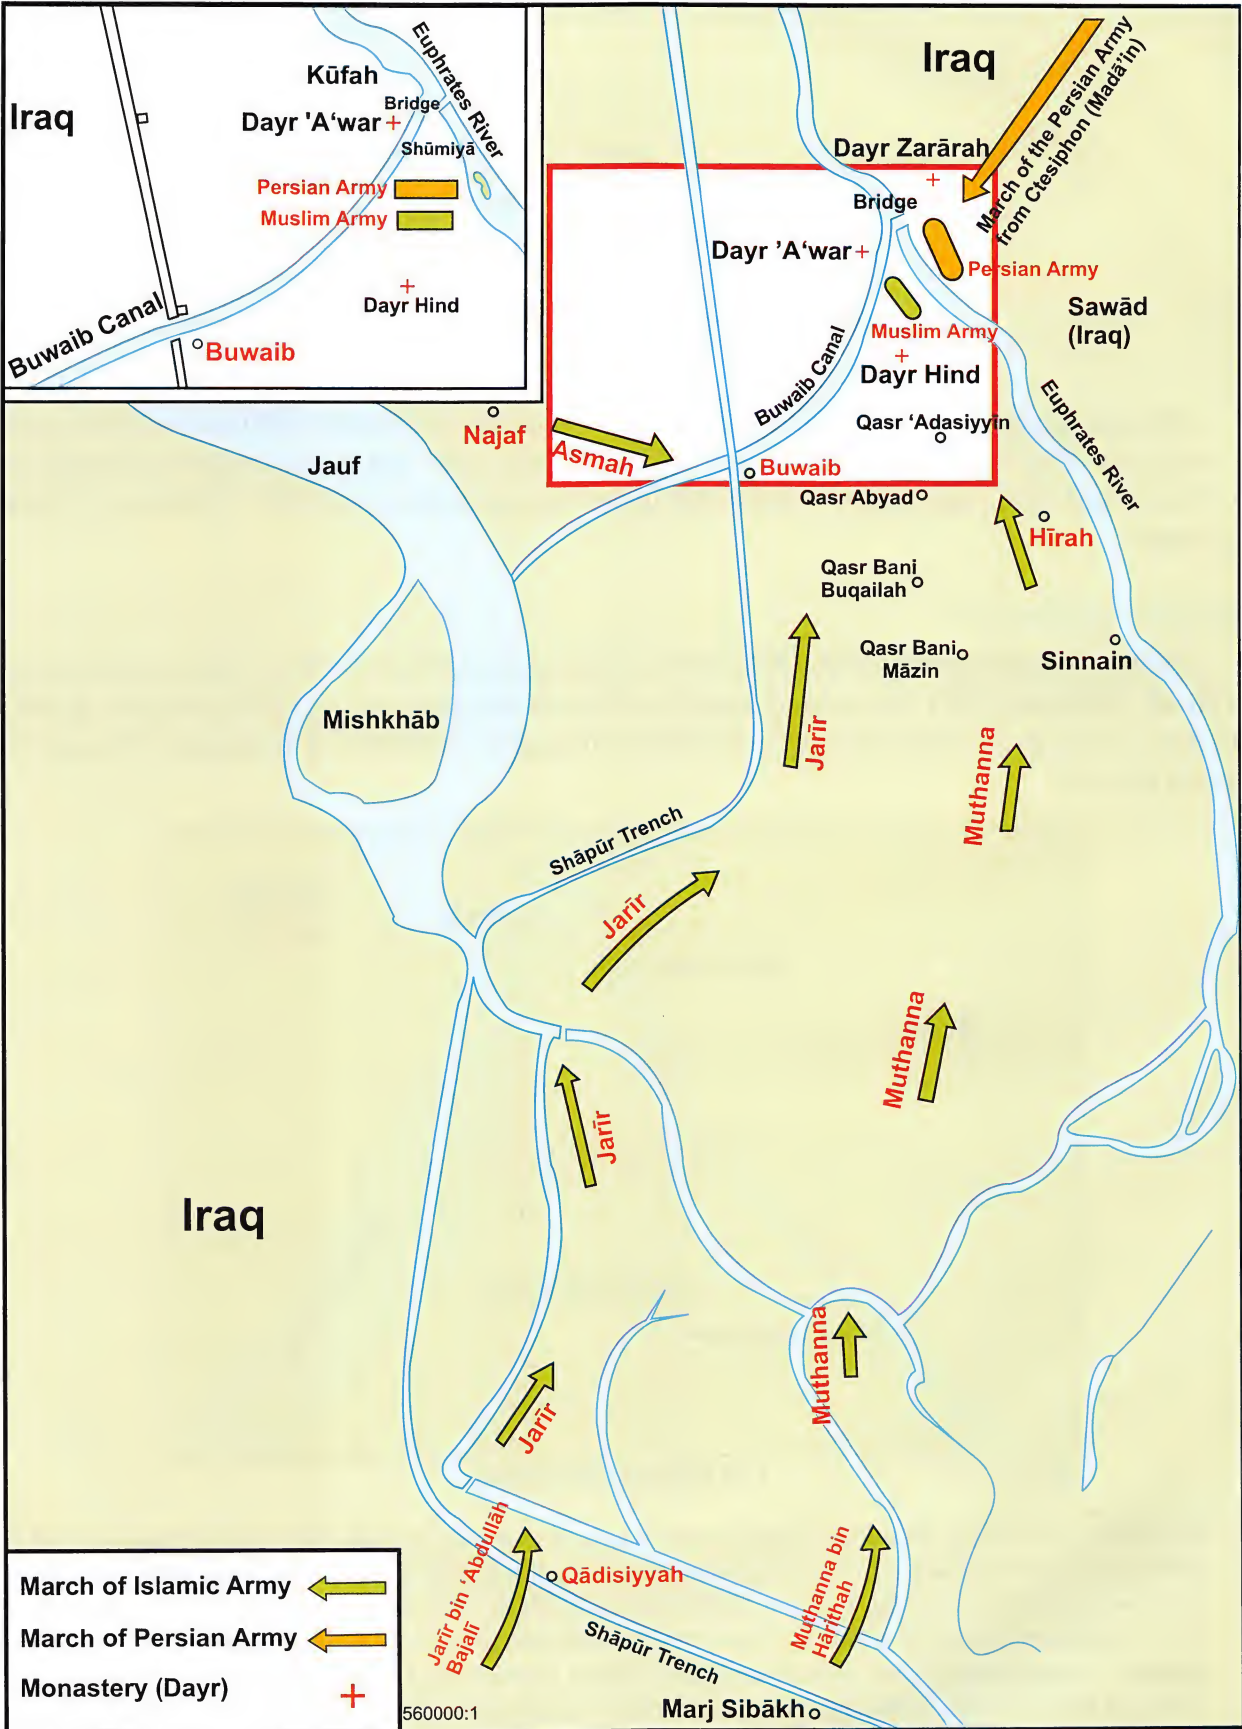 Iraq
Kūfah
Bridge
Dayr 'A‘war
Euphrates River
Shūmiyā
Persian Army
Muslim Army
Dayr Hind
Buwaib Canal
Buwaib
Iraq
March of the Persian Army
from Ctesiphon (Madā'in)
Dayr Zarārah
Bridge
Dayr ’A‘war
Persian Army
Sawād
(Iraq)
Muslim Army
Dayr Hind
Buwaib Canal
Euphrates River
Qasr ‘Adasiyyīn
Najaf
Asmah
Buwaib
Jauf
Qasr Abyad
Hīrah
Qasr Bani
Buqailah
Qasr Bani
Māzin
Sinnain
Mishkhāb
Jarīr
Muthanna
Shāpūr Trench
Jarīr
Muthanna
Jarīr
Iraq
Muthanna
Jarīr
Jarīr bin ‘Abdullāh
Bajalī
Qādisiyyah
Muthanna bin
Hārithah
Shāpūr Trench
Marj Sibākh
March of Islamic Army
March of Persian Army
Monastery (Dayr)
560000:1